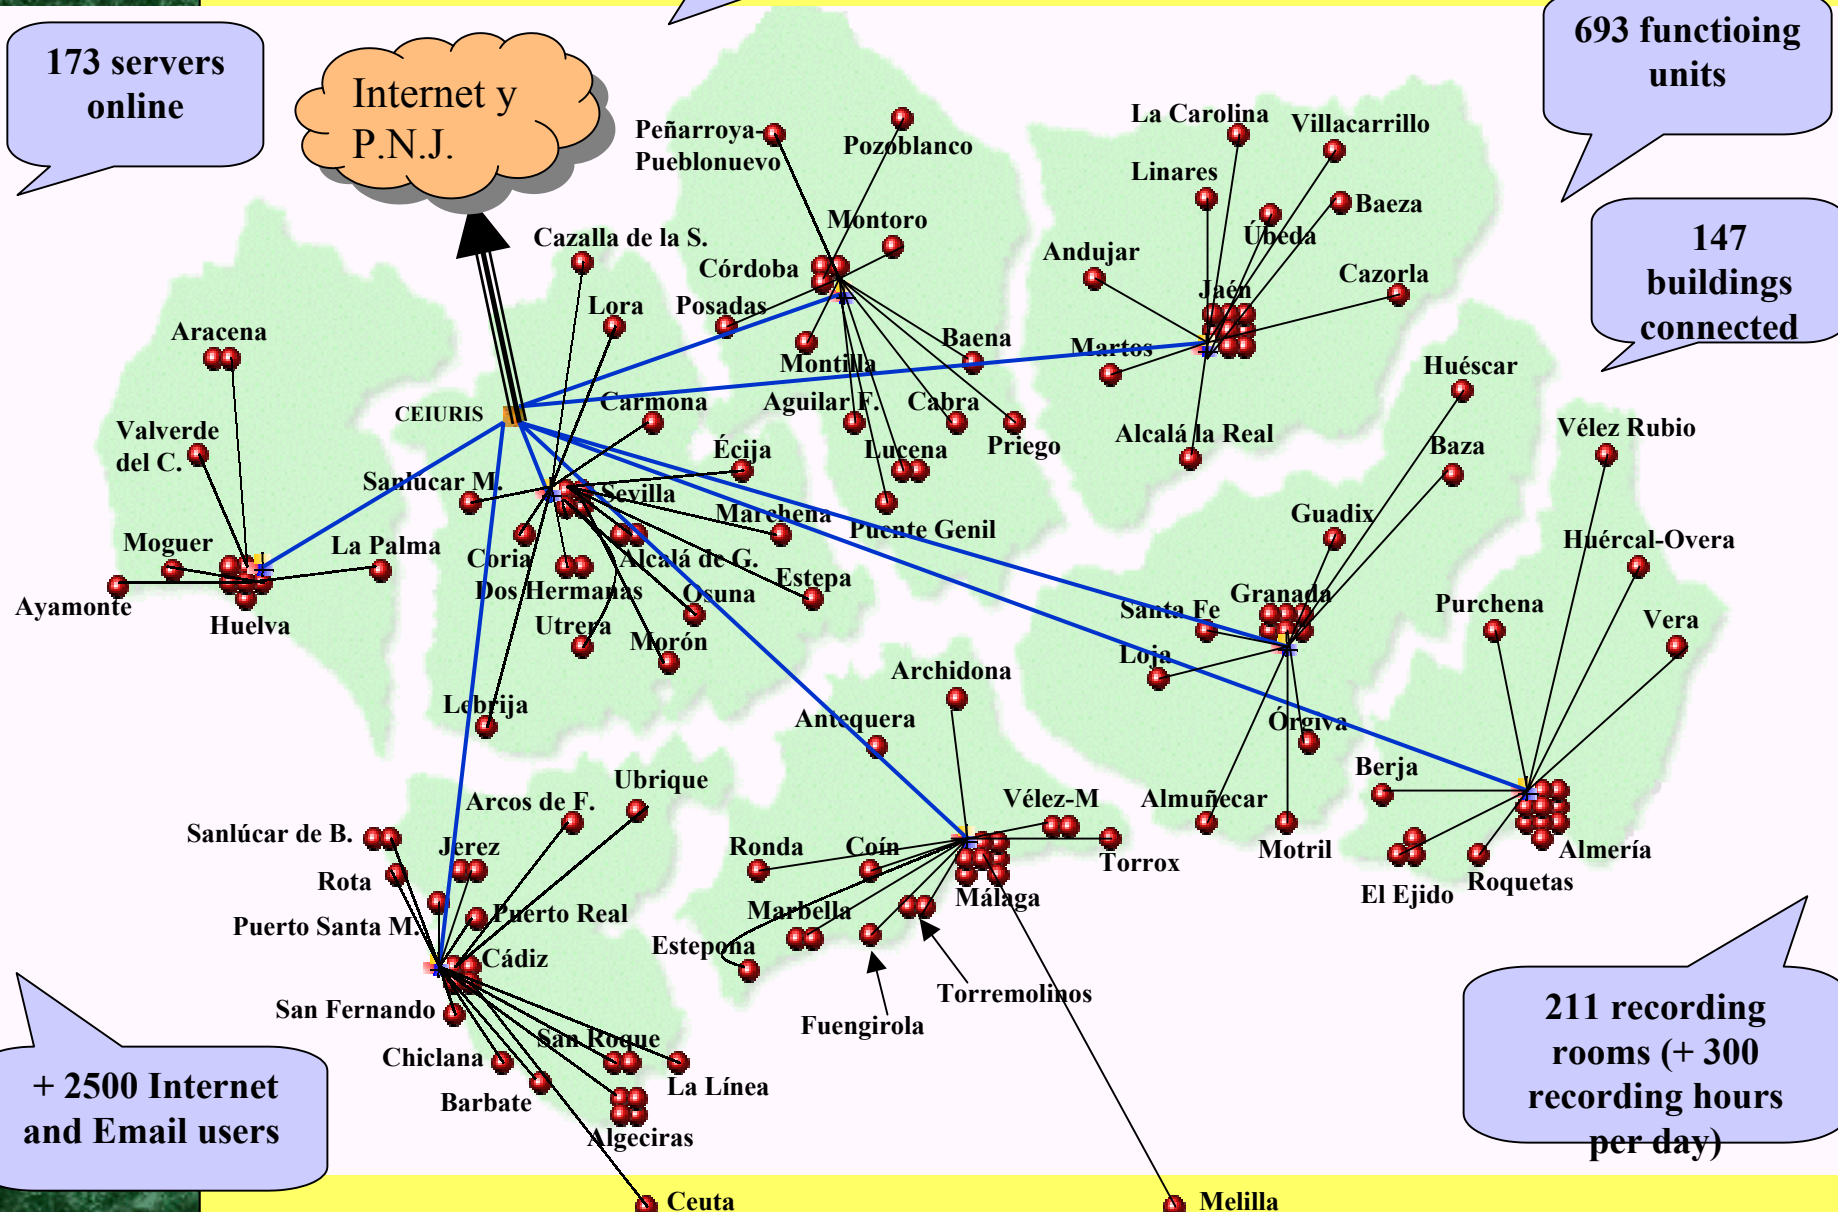 173 servers
online
Internet y
P.N.J.
693 functioing
units
147
buildings
connected
Peñarroya-
Pueblonuevo
Pozoblanco
La Carolina
Villacarrillo
Linares
Baeza
Úbeda
Montoro
Cazalla de la S.
Córdoba
Andujar
Cazorla
Jaén
Posadas
Lora
Aracena
Montilla
Baena
Martos
Huéscar
CEIURIS
Carmona
Aguilar F.
Cabra
Priego
Alcalá la Real
Valverde
del C.
Écija
Lucena
Baza
Vélez Rubio
Sanlucar M.
Sevilla
Marchena
Puente Genil
Guadix
Moguer
La Palma
Coria
Alcalá de G.
Huércal-Overa
Ayamonte
Huelva
Dos Hermanas
Estepa
Osuna
Santa Fe
Granada
Purchena
Vera
Utrera
Morón
Loja
Archidona
Lebrija
Antequera
Órgiva
Berja
Ubrique
Arcos de F.
Vélez-M
Almuñecar
Sanlúcar de B.
Jerez
Ronda
Coín
Torrox
Motril
Almería
Rota
Málaga
El Ejido
Roquetas
Puerto Santa M.
Puerto Real
Marbella
Estepona
Cádiz
Torremolinos
San Fernando
Fuengirola
Chiclana
San Roque
La Línea
Barbate
Algeciras
+ 2500 Internet
and Email users
211 recording
rooms (+ 300
recording hours
per day)
Ceuta
Melilla